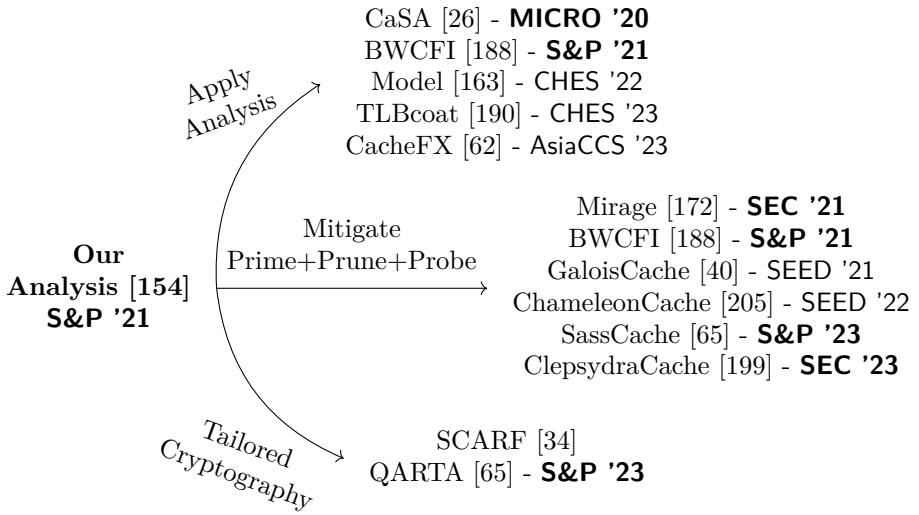 CaSA [26] - MICRO '20
BWCFI [188] - S&P '21
Model [163] - CHES '22
TLBcoat [190] - CHES '23
CacheFX [62] - AsiaCCS '23
Apply
Analysis
Our
Analysis [154]
S&P '21
Mitigate
Prime+Prune+Probe
Mirage [172] - SEC '21
BWCFI [188] - S&P '21
GaloisCache [40] - SEED '21
ChameleonCache [205] - SEED '22
SassCache [65] - S&P '23
ClepsydraCache [199] - SEC '23
Tailored
Cryptography
SCARF [34]
QARTA [65] - S&P '23